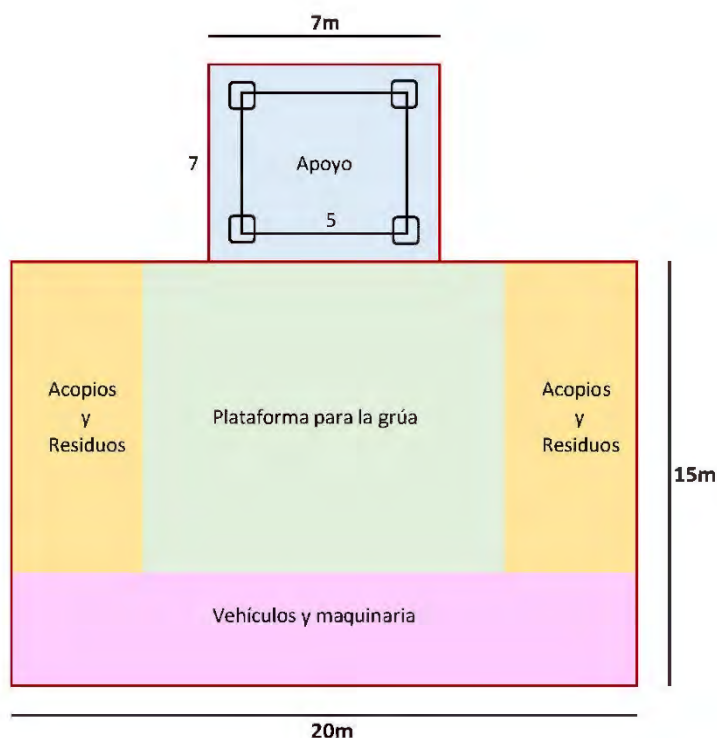 7m
7
Apoyo
5
Acopios
y
Residuos
Plataforma para la grúa
Acopios
y
Residuos
15m
Vehículos y maquinaria
20m